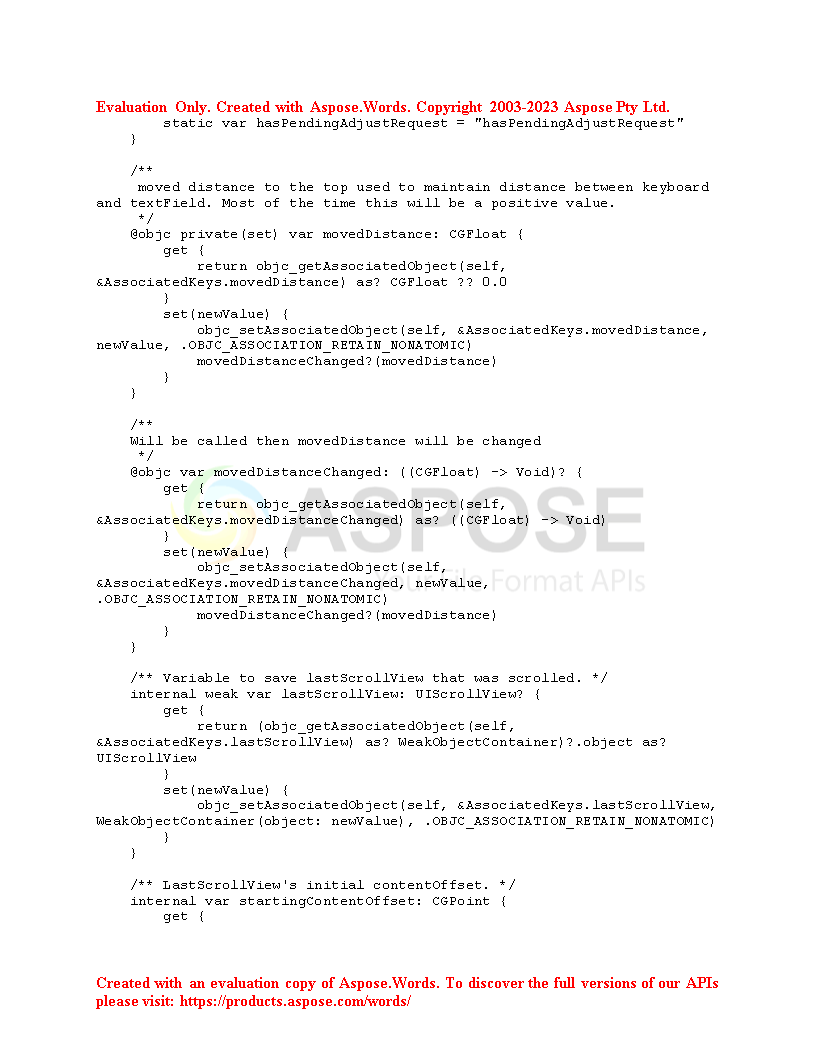 Evaluation Only. Created with Aspose.Words. Copyright 2003-2023 Aspose Pty Ltd.
        static var hasPendingAdjustRequest = "hasPendingAdjustRequest"
    }
    /**
     moved distance to the top used to maintain distance between keyboard
and textField. Most of the time this will be a positive value.
     */
    @objc private(set) var movedDistance: CGFloat {
        get {
            return objc_getAssociatedObject(self,
&AssociatedKeys.movedDistance) as? CGFloat ?? 0.0
        }
        set(newValue) {
            objc_setAssociatedObject(self, &AssociatedKeys.movedDistance,
newValue, .OBJC_ASSOCIATION_RETAIN_NONATOMIC)
            movedDistanceChanged?(movedDistance)
        }
    }
    /**
    Will be called then movedDistance will be changed
     */
    @objc var movedDistanceChanged: ((CGFloat) -> Void)? {
        get {
            return objc_getAssociatedObject(self,
&AssociatedKeys.movedDistanceChanged) as? ((CGFloat) -> Void)
ASPOSE
        }
        set(newValue) {
            objc_setAssociatedObject(self,
&AssociatedKeys.movedDistanceChanged, newValue,
File Format APIs
.OBJC_ASSOCIATION_RETAIN_NONATOMIC)
            movedDistanceChanged?(movedDistance)
        }
    }
    /** Variable to save lastScrollView that was scrolled. */
    internal weak var lastScrollView: UIScrollView? {
        get {
            return (objc_getAssociatedObject(self,
&AssociatedKeys.lastScrollView) as? WeakObjectContainer)?.object as?
UIScrollView
        }
        set(newValue) {
            objc_setAssociatedObject(self, &AssociatedKeys.lastScrollView,
WeakObjectContainer(object: newValue), .OBJC_ASSOCIATION_RETAIN_NONATOMIC)
        }
    }
    /** LastScrollView's initial contentOffset. */
    internal var startingContentOffset: CGPoint {
        get {
Created with an evaluation copy of Aspose.Words. To discover the full versions of our APIs
please visit: https://products.aspose.com/words/